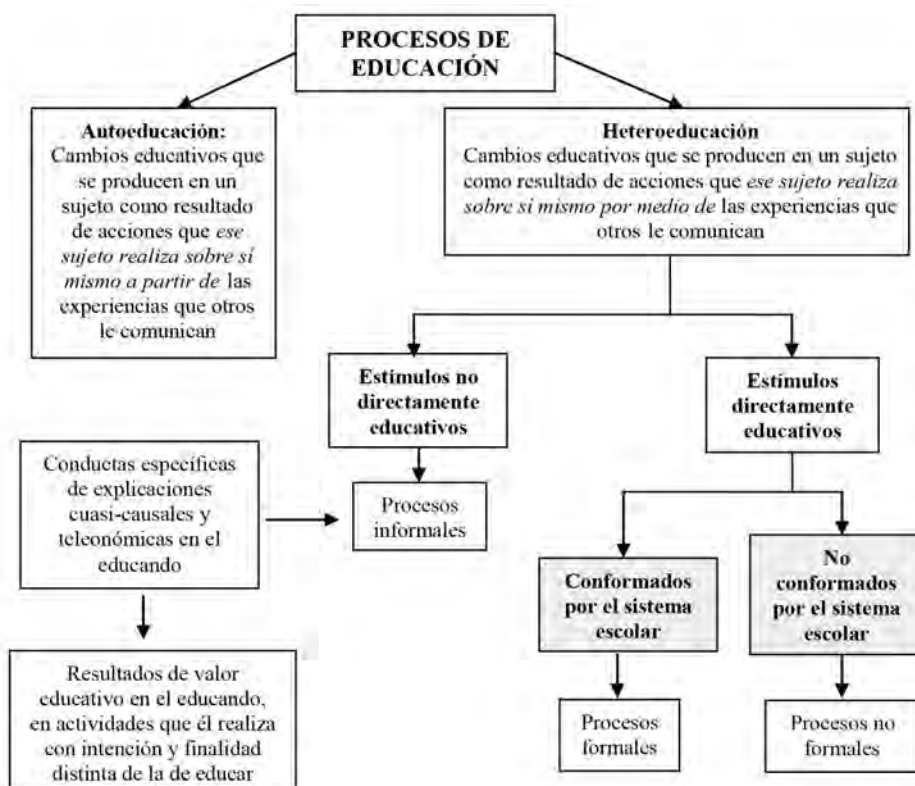 PROCESOS DE
EDUCACIÓN
Autoeducación:
Cambios educativos que
se producen en un
sujeto como resultado
de acciones que ese
sujeto realiza sobre sí
mismo a partir de las
experiencias que otros
le comunican
Heteroeducación
Cambios educativos que se producen en un sujeto
como resultado de acciones que ese sujeto realiza
sobre sí mismo por medio de las experiencias que
otros le comunican
Estímulos no
directamente
educativos
Estímulos
directamente
educativos
Conductas específicas
de explicaciones
cuasi-causales y
teleonómicas en el
educando
Procesos
informales
Conformados
por el sistema
escolar
No
conformados
por el sistema
escolar
Resultados de valor
educativo en el educando,
en actividades que él realiza
con intención y finalidad
distinta de la de educar
Procesos
formales
Procesos no
formales